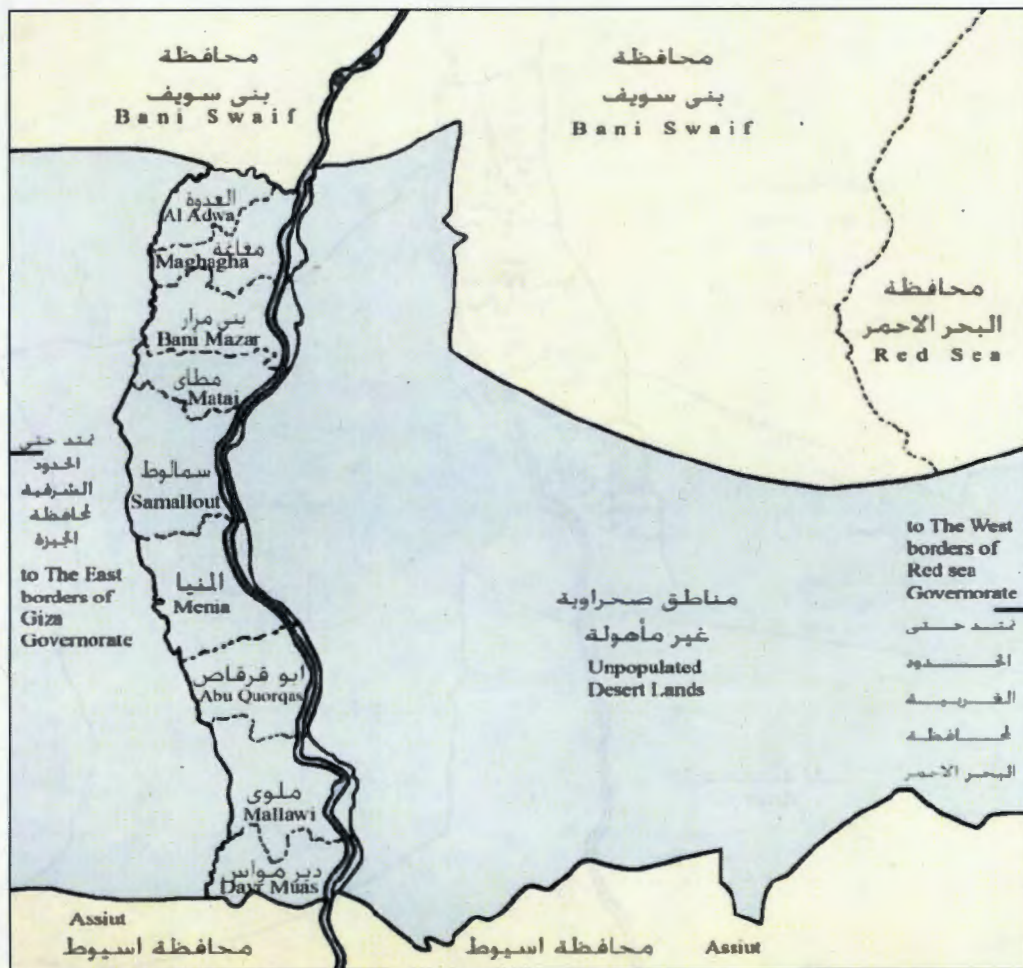 محافظة
بنى سويف
Bani Swaif
محافظة
بنى سويف
Bani Swaif
محافظة
البحر الاحمر
Red Sea
العدوة
Al Adwa
مغاغة
Maghagha
بنى مزار
Bani Mazar
مطاى
Matai
سمالوط
Samallout
المنيا
Menia
ابو قرقاص
Abu Quorqas
ملوى
Mallawi
دير مواس
Dayr Muas
تمتد حتى
الحدود
الشرقية
لمحافظة
الجيزة
to The East
borders of
Giza
Governorate
مناطق صحراوية
غير مأهولة
Unpopulated
Desert Lands
to The West
borders of
Red sea
Governorate
تمتد حتى
الحدود
الغربية
لمحافظة
البحر الاحمر
Assiut
محافظة اسيوط
محافظة اسيوط
Assiut